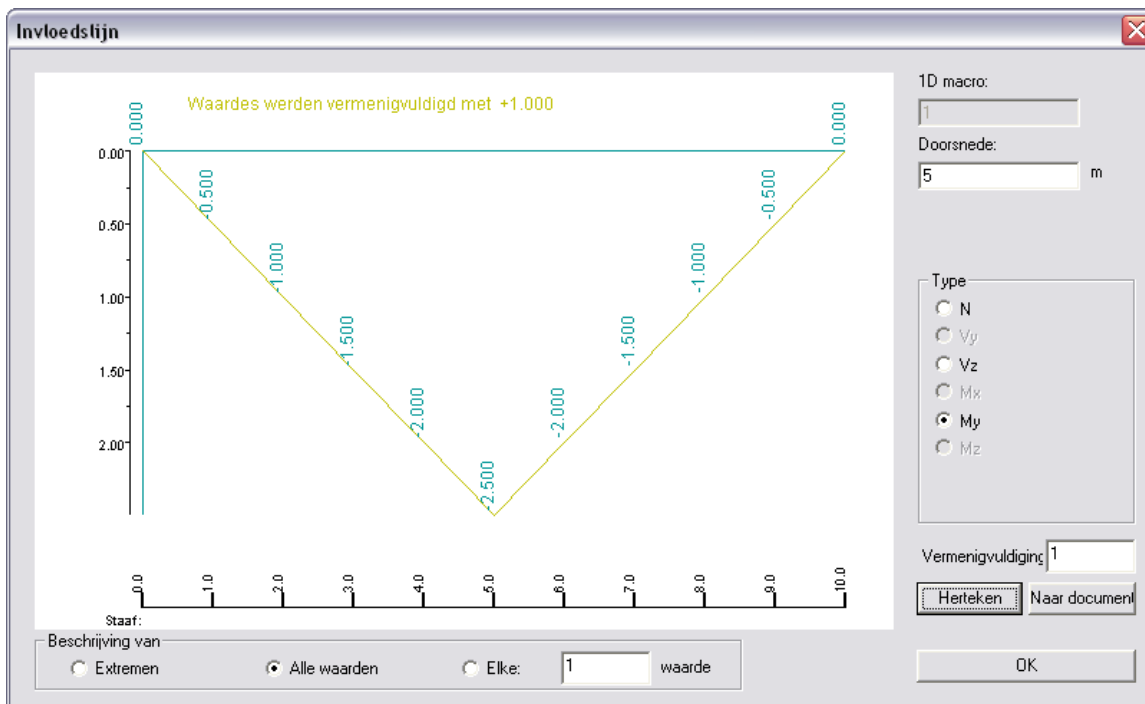 Invloedslijn
Waardes werden vermenigvuldigd met +1.000
0.000
0.000
0.00
-0.500
-0.500
0.50
-1.000
-1.000
1.00
-1.500
-1.500
1.50
-2.000
-2.000
2.00
-2.500
0.0 1.0 2.0 3.0 4.0 5.0 6.0 7.0 8.0 9.0 10.0
Staaf:
Beschrijving van
Extremen Alle waarden Elke: 1 waarde
1D macro:
1
Doorsnede:
5 m
Type
N
Vy
Vz
Mx
My
Mz
Vermenigvuldiging 1
Herteken Naar document
OK